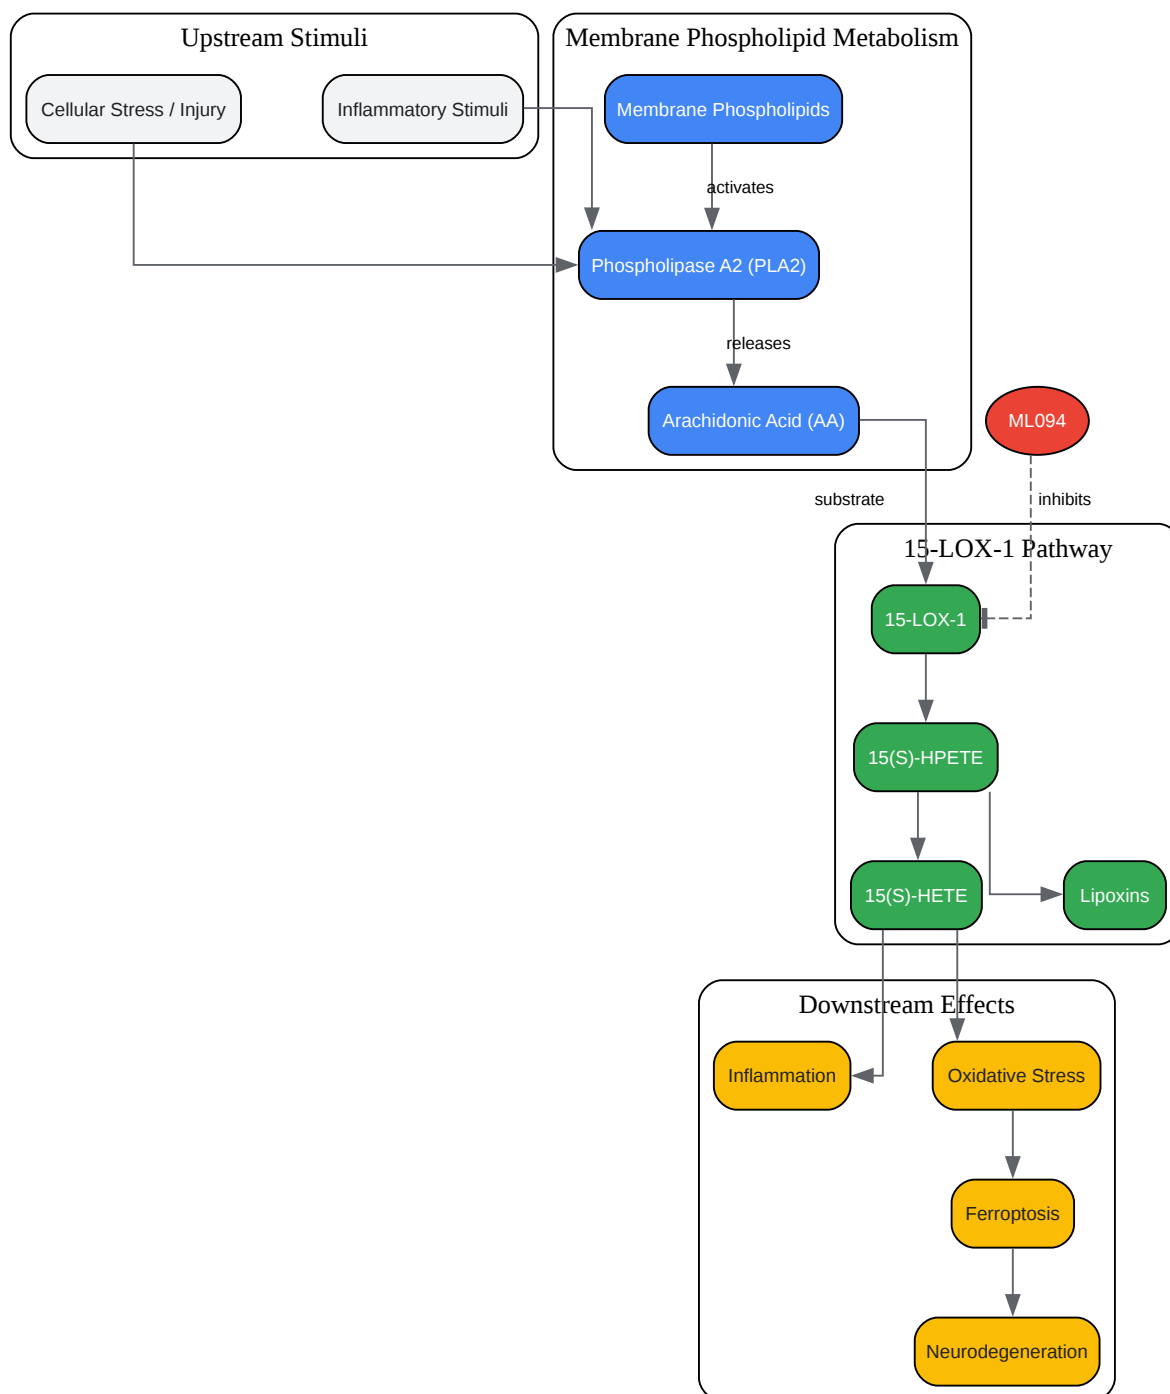 Upstream Stimuli
Membrane Phospholipid Metabolism
Cellular Stress / Injury
Inflammatory Stimuli
Membrane Phospholipids
activates
Phospholipase A2 (PLA2)
releases
Arachidonic Acid (AA)
ML094
substrate
inhibits
15-LOX-1 Pathway
15-LOX-1
15(S)-HPETE
15(S)-HETE
Lipoxins
Downstream Effects
Inflammation
Oxidative Stress
Ferroptosis
Neurodegeneration